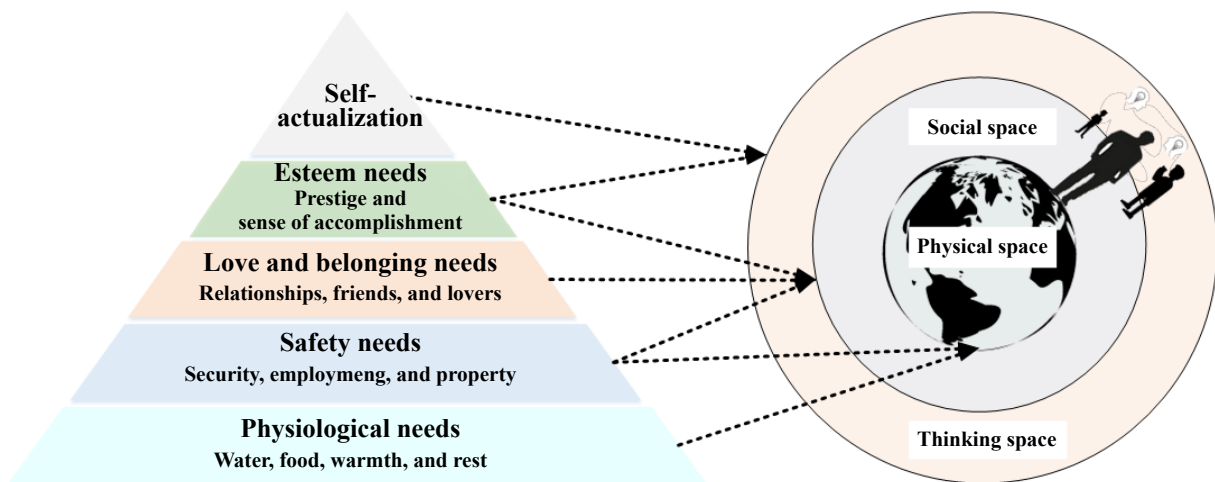 Self-
actualization
Esteem needs
Prestige and
sense of accomplishment
Love and belonging needs
Relationships, friends, and lovers
Safety needs
Security, employmeng, and property
Physiological needs
Water, food, warmth, and rest
Social space
Physical space
Thinking space